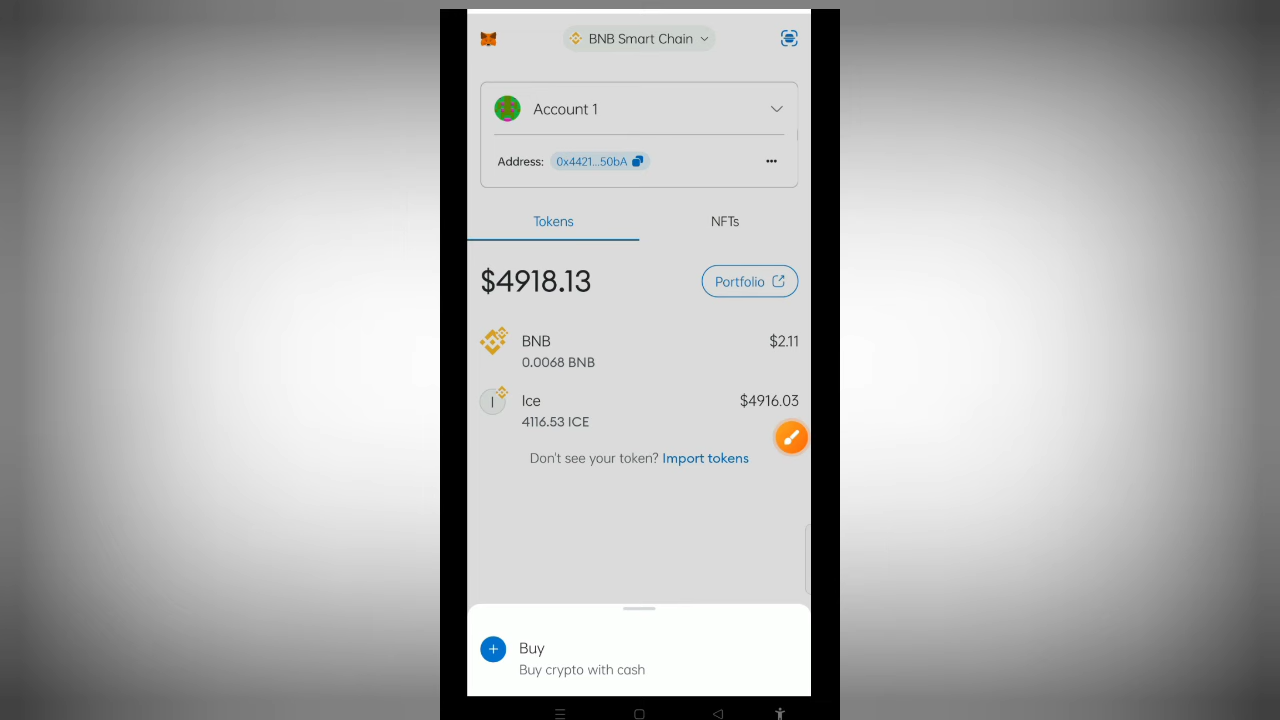 BNB Smart Chain
Account 1
Address: 0x4421...50bA
Tokens NFTs
$4918.13 Portfolio
BNB $2.11
0.0068 BNB
I Ice $4916.03
4116.53 ICE
Don't see your token? Import tokens
Buy
Buy crypto with cash